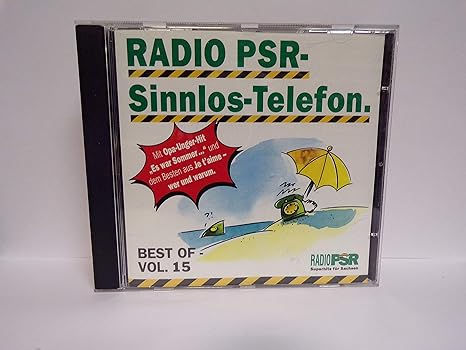 RADIO PSR-
Sinnlos-Telefon.
Mit Opa-Unger-Hit
„Es war Sommer..." und
dem Besten aus Je t'aime –
wer und warum.
BEST OF -
VOL. 15
RADIO PSR
Superhits für Sachsen